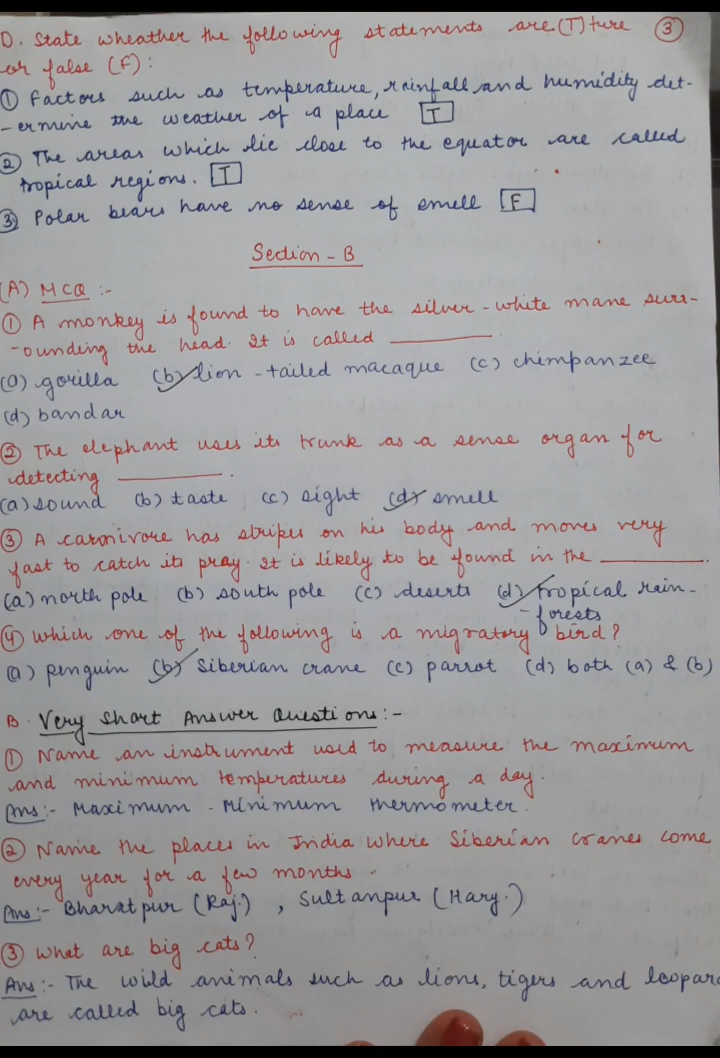 D. State wheather the following statements are (T) ture ③
or false (F):
① Factors such as temperature, rainfall and humidity det-
-ermine the weather of a place [T]
② The areas which lie close to the equator are called
tropical regions. [T]
③ Polar bears have no sense of smell [F]
Section - B
(A) MCQ :-
① A monkey is found to have the silver - white mane surr-
-ounding the head. It is called ________.
(a) gorilla (b) lion - tailed macaque (c) chimpanzee
(d) bandar
② The elephant uses its trunk as a sense organ for
detecting ________.
(a) sound (b) taste (c) sight (d) smell
③ A carnivore has stripes on his body and moves very
fast to catch its pray. It is likely to be found in the ________.
(a) north pole (b) south pole (c) deserts (d) tropical rain-
-forests
④ which one of the following is a migratory bird?
(a) penguin (b) Siberian crane (c) parrot (d) both (a) & (b)
B. Very short Answer Questions:-
① Name an instrument used to measure the maximum
and minimum temperatures during a day.
Ans:- Maximum - Minimum thermometer.
② Name the places in India where Siberian cranes come
every year for a few months.
Ans:- Bharatpur (Raj.) , Sultanpur (Hary.)
③ what are big cats?
Ans:- The wild animals such as lions, tigers and leopar
are called big cats.